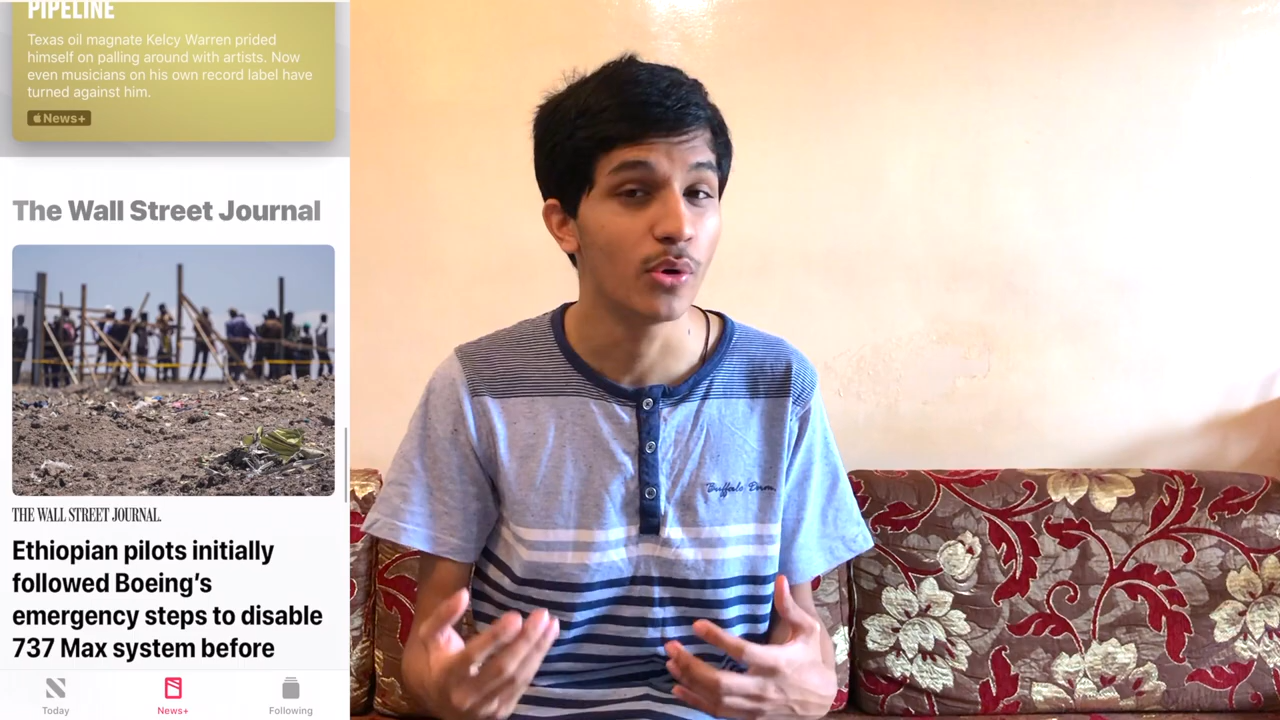 PIPELINE
Texas oil magnate Kelcy Warren prided
himself on palling around with artists. Now
even musicians on his own record label have
turned against him.
News+
The Wall Street Journal
THE WALL STREET JOURNAL.
Ethiopian pilots initially
followed Boeing's
emergency steps to disable
737 Max system before
Today
News+
Following
Buffalo